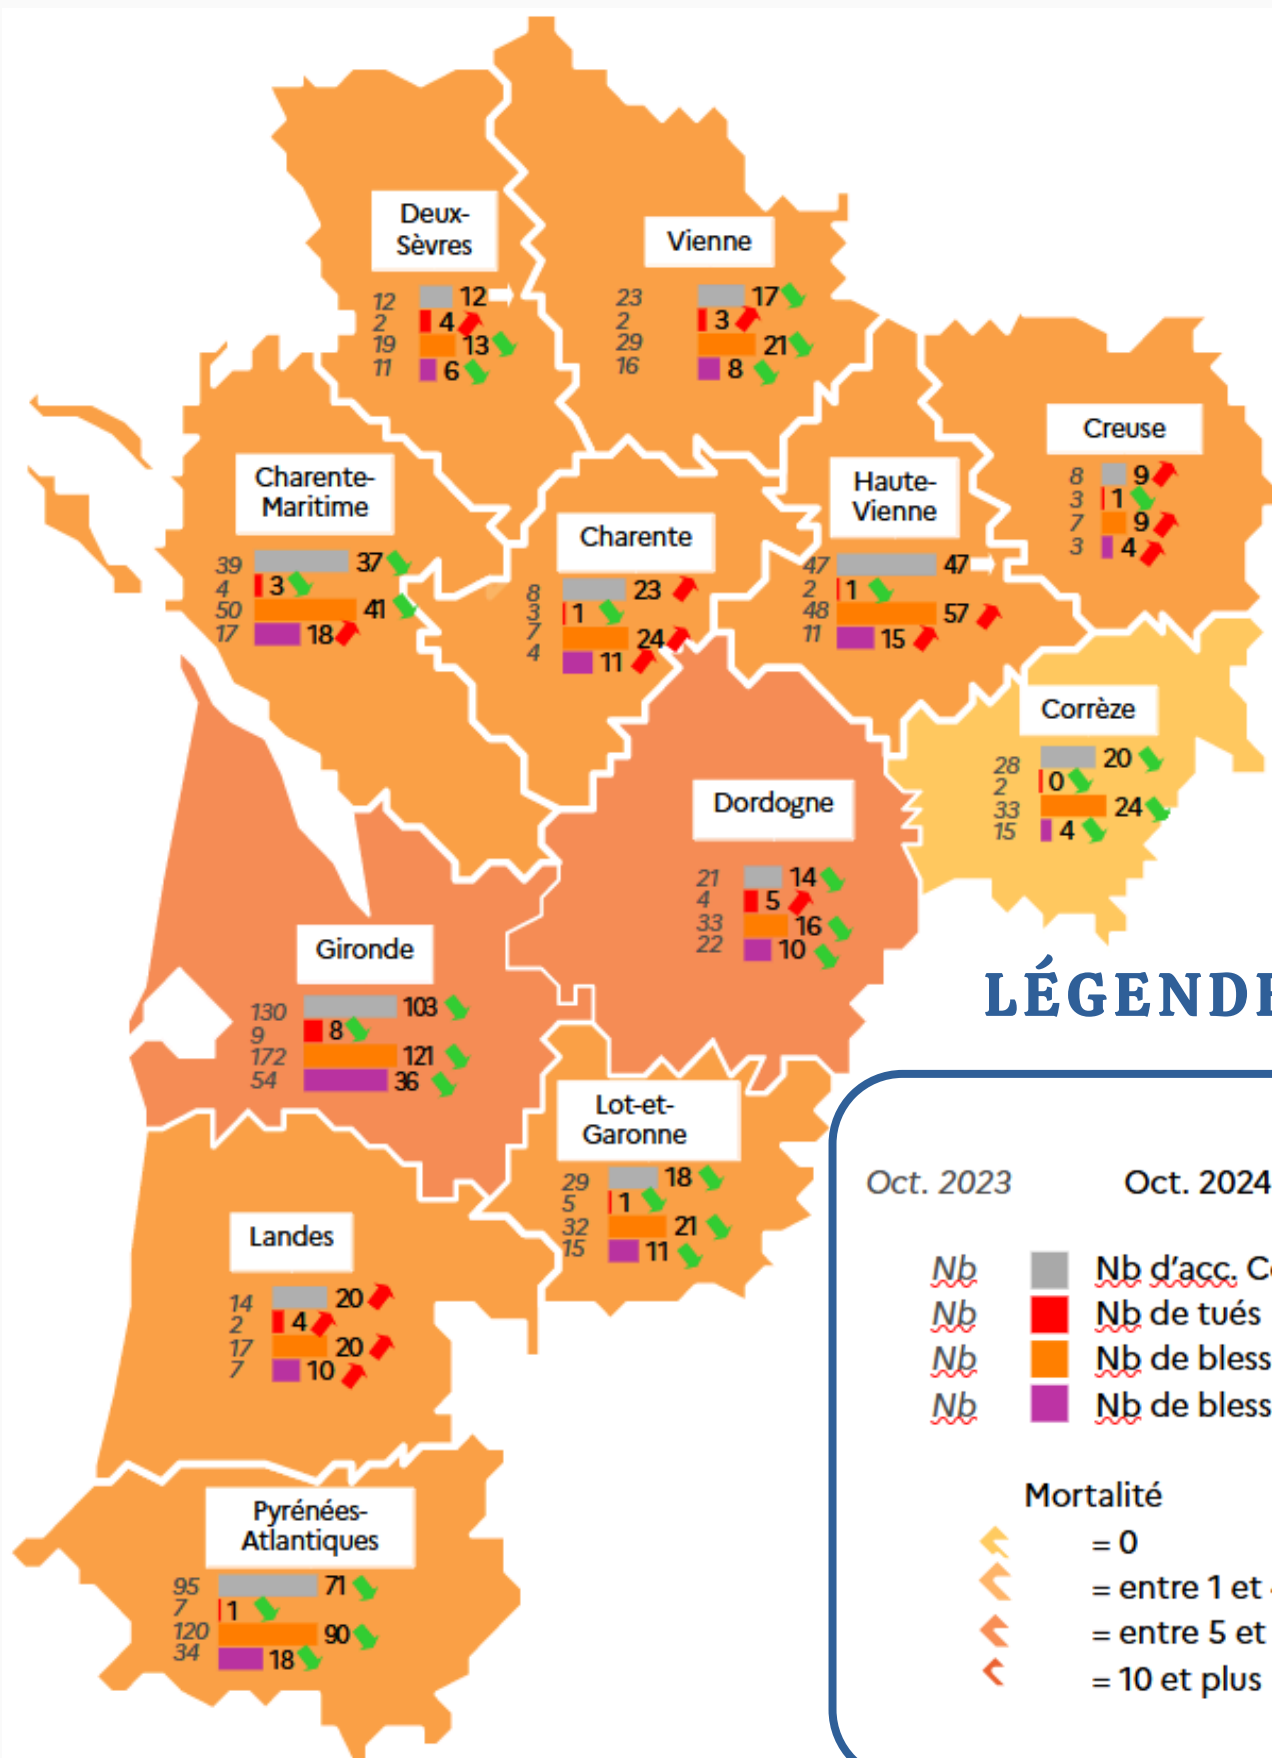 Deux-
Sèvres
12 12
2 4
19 13
11 6
Vienne
23 17
2 3
29 21
16 8
Creuse
8 9
3 1
7 9
3 4
Charente-
Maritime
39 37
4 3
50 41
17 18
Charente
8 23
3 1
7 24
4 11
Haute-
Vienne
47 47
2 1
48 57
11 15
Corrèze
28 20
2 0
33 24
15 4
Dordogne
21 14
4 5
33 16
22 10
Gironde
130 103
9 8
172 121
54 36
Lot-et-
Garonne
29 18
5 1
32 21
15 11
Landes
14 20
2 4
17 20
7 10
Pyrénées-
Atlantiques
95 71
7 1
120 90
34 18
LÉGENDE
Oct. 2023 Oct. 2024
Nb Nb d'acc. C
Nb Nb de tués
Nb Nb de bless
Nb Nb de bless
Mortalité
= 0
= entre 1 et
= entre 5 et
= 10 et plus